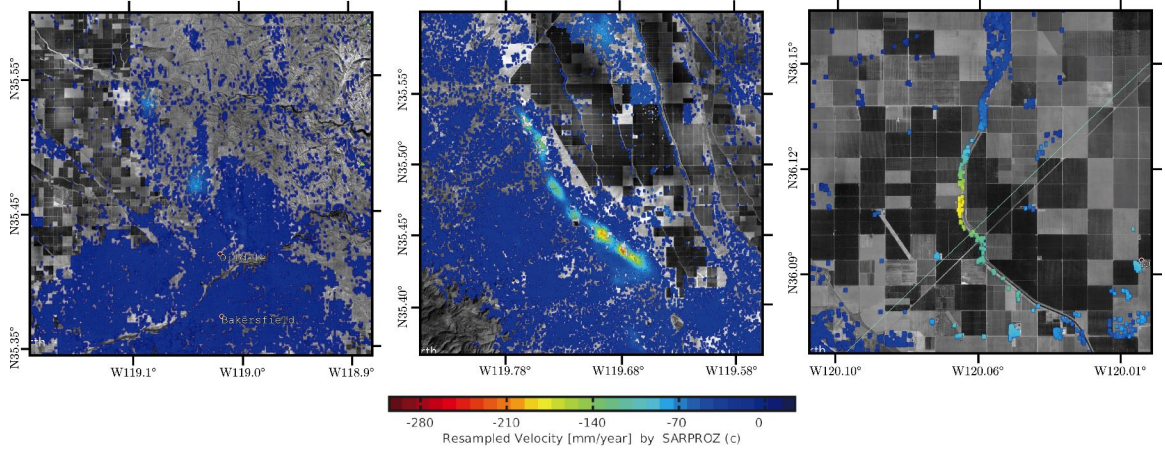 N35.55°
N35.45°
N35.35°
W119.1°
W119.0°
W118.9°
Bakersfield
N35.55°
N35.50°
N35.45°
N35.40°
W119.78°
W119.68°
W119.58°
N36.15°
N36.12°
N36.09°
W120.10°
W120.06°
W120.01°
-280 -210 -140 -70 0
Resampled Velocity [mm/year] by SARPROZ (c)